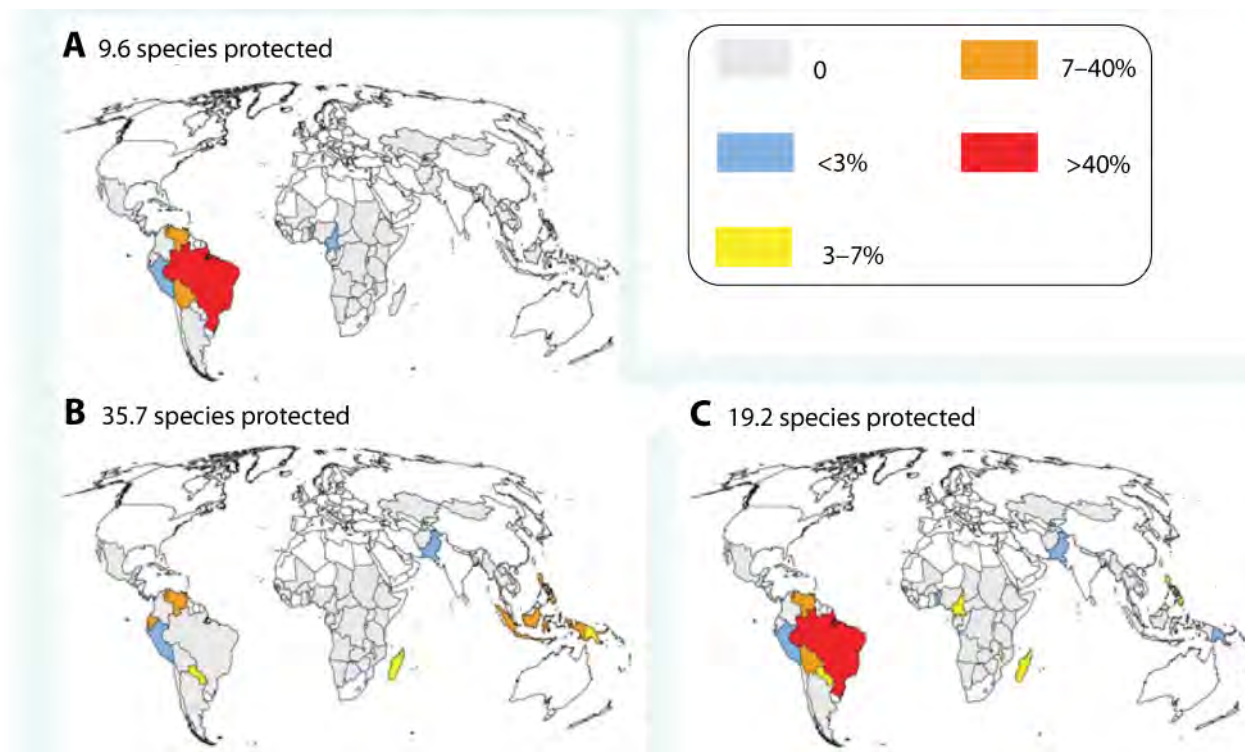 A 9.6 species protected
0
7–40%
<3%
>40%
3–7%
B 35.7 species protected
C 19.2 species protected